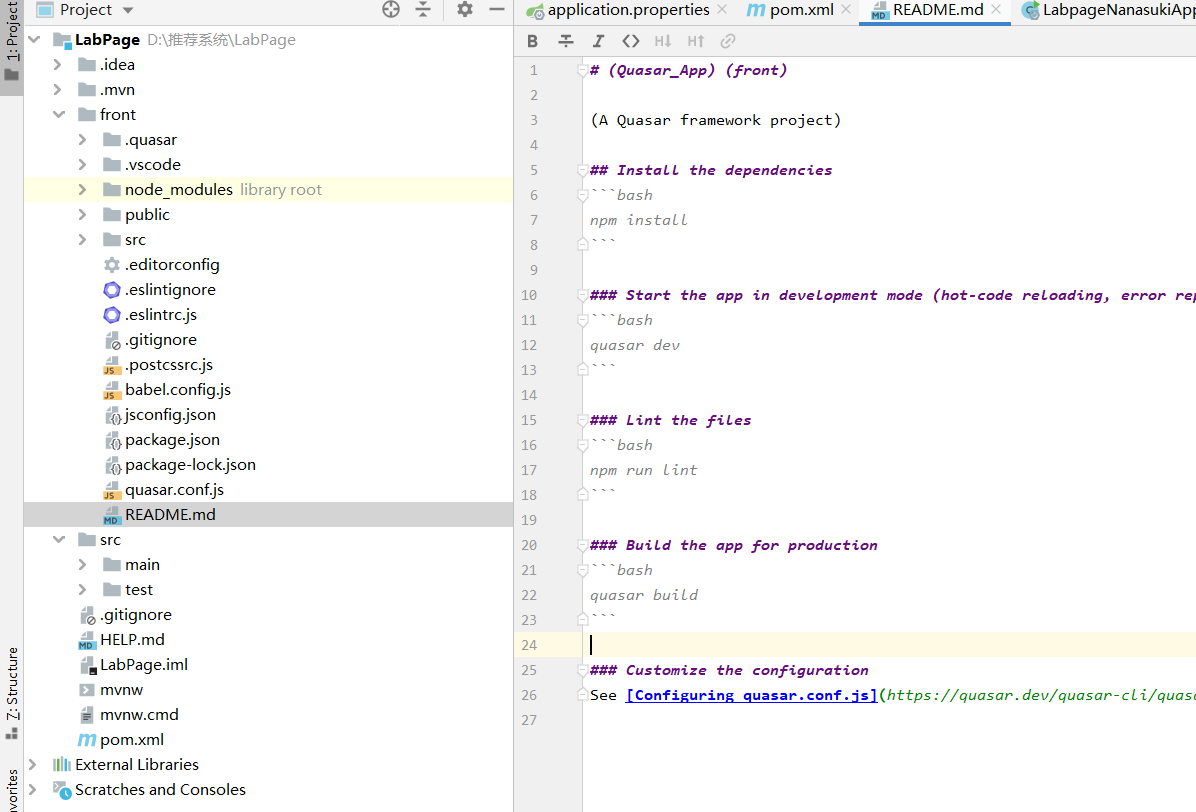 Project
application.properties
pom.xml
README.md
LabpageNanasukiApp
1: Project
LabPage D:\推荐系统\LabPage
.idea
.mvn
front
.quasar
.vscode
node_modules library root
public
src
.editorconfig
.eslintignore
.eslintrc.js
.gitignore
.postcssrc.js
babel.config.js
jsconfig.json
package.json
package-lock.json
quasar.conf.js
README.md
src
main
test
.gitignore
HELP.md
LabPage.iml
mvnw
mvnw.cmd
pom.xml
External Libraries
Scratches and Consoles
Z: Structure
vorites
1 # (Quasar_App) (front)
2
3 (A Quasar framework project)
4
5 ## Install the dependencies
6 ```bash
7 npm install
8 ```
9
10 ### Start the app in development mode (hot-code reloading, error rep
11 ```bash
12 quasar dev
13 ```
14
15 ### Lint the files
16 ```bash
17 npm run lint
18 ```
19
20 ### Build the app for production
21 ```bash
22 quasar build
23 ```
24
25 ### Customize the configuration
26 See [Configuring quasar.conf.js](https://quasar.dev/quasar-cli/quasa
27